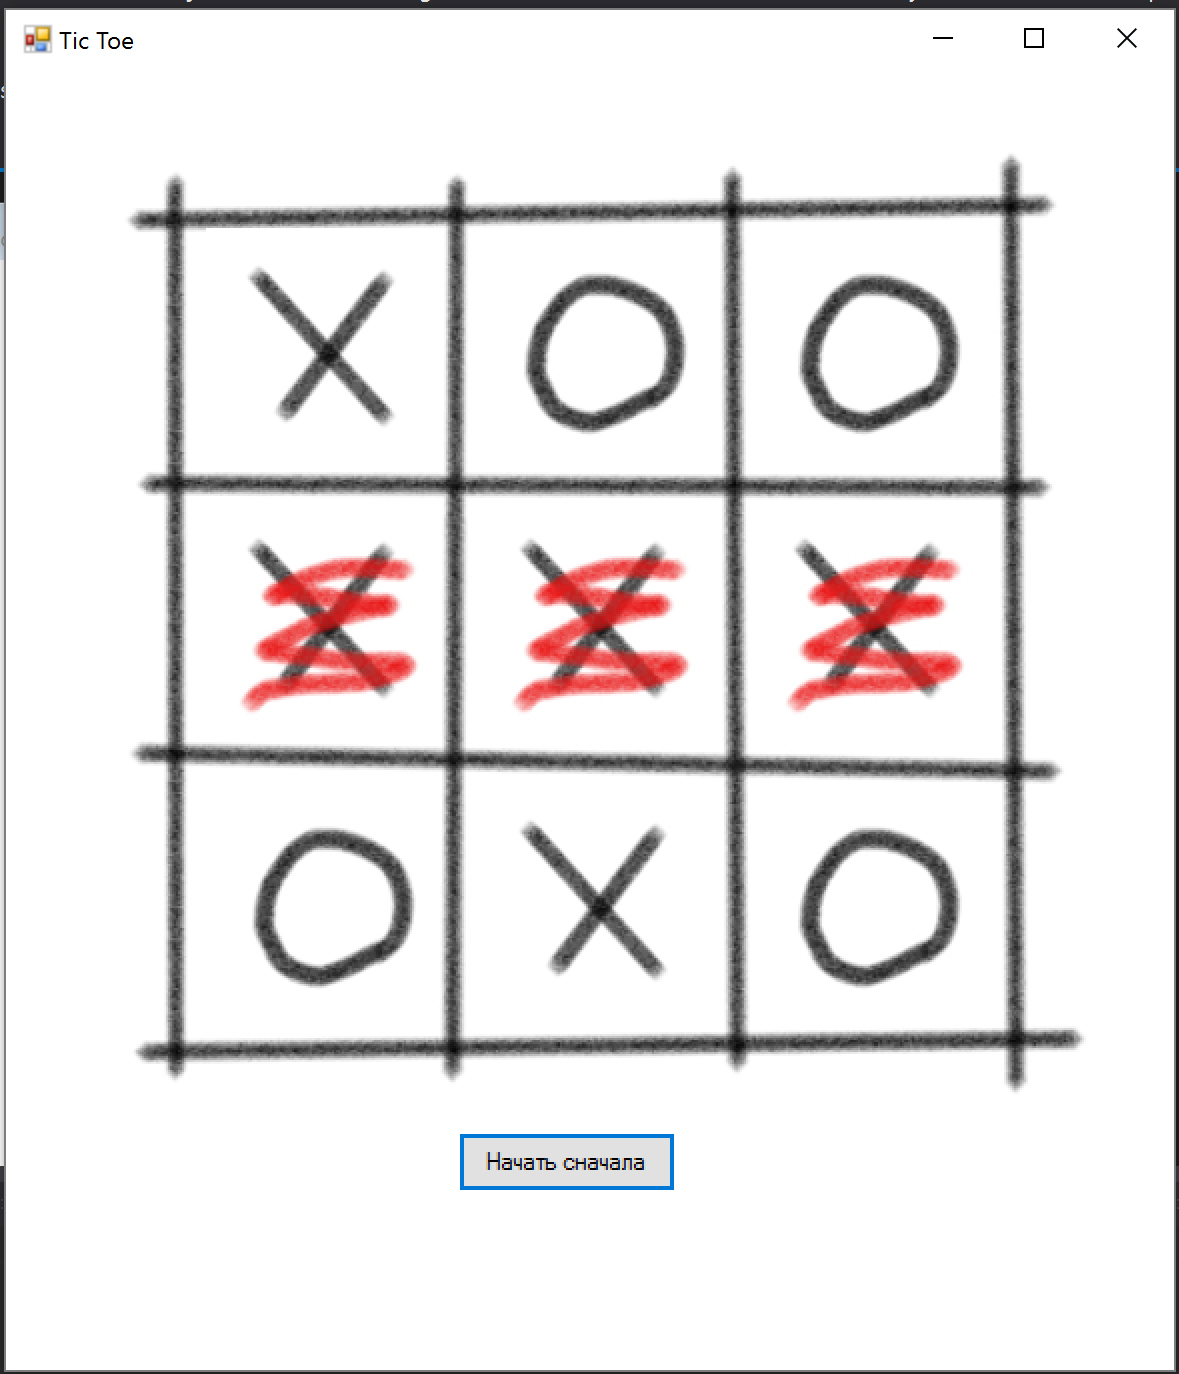 Tic Toe
X O O
X X X
O X O
Начать сначала